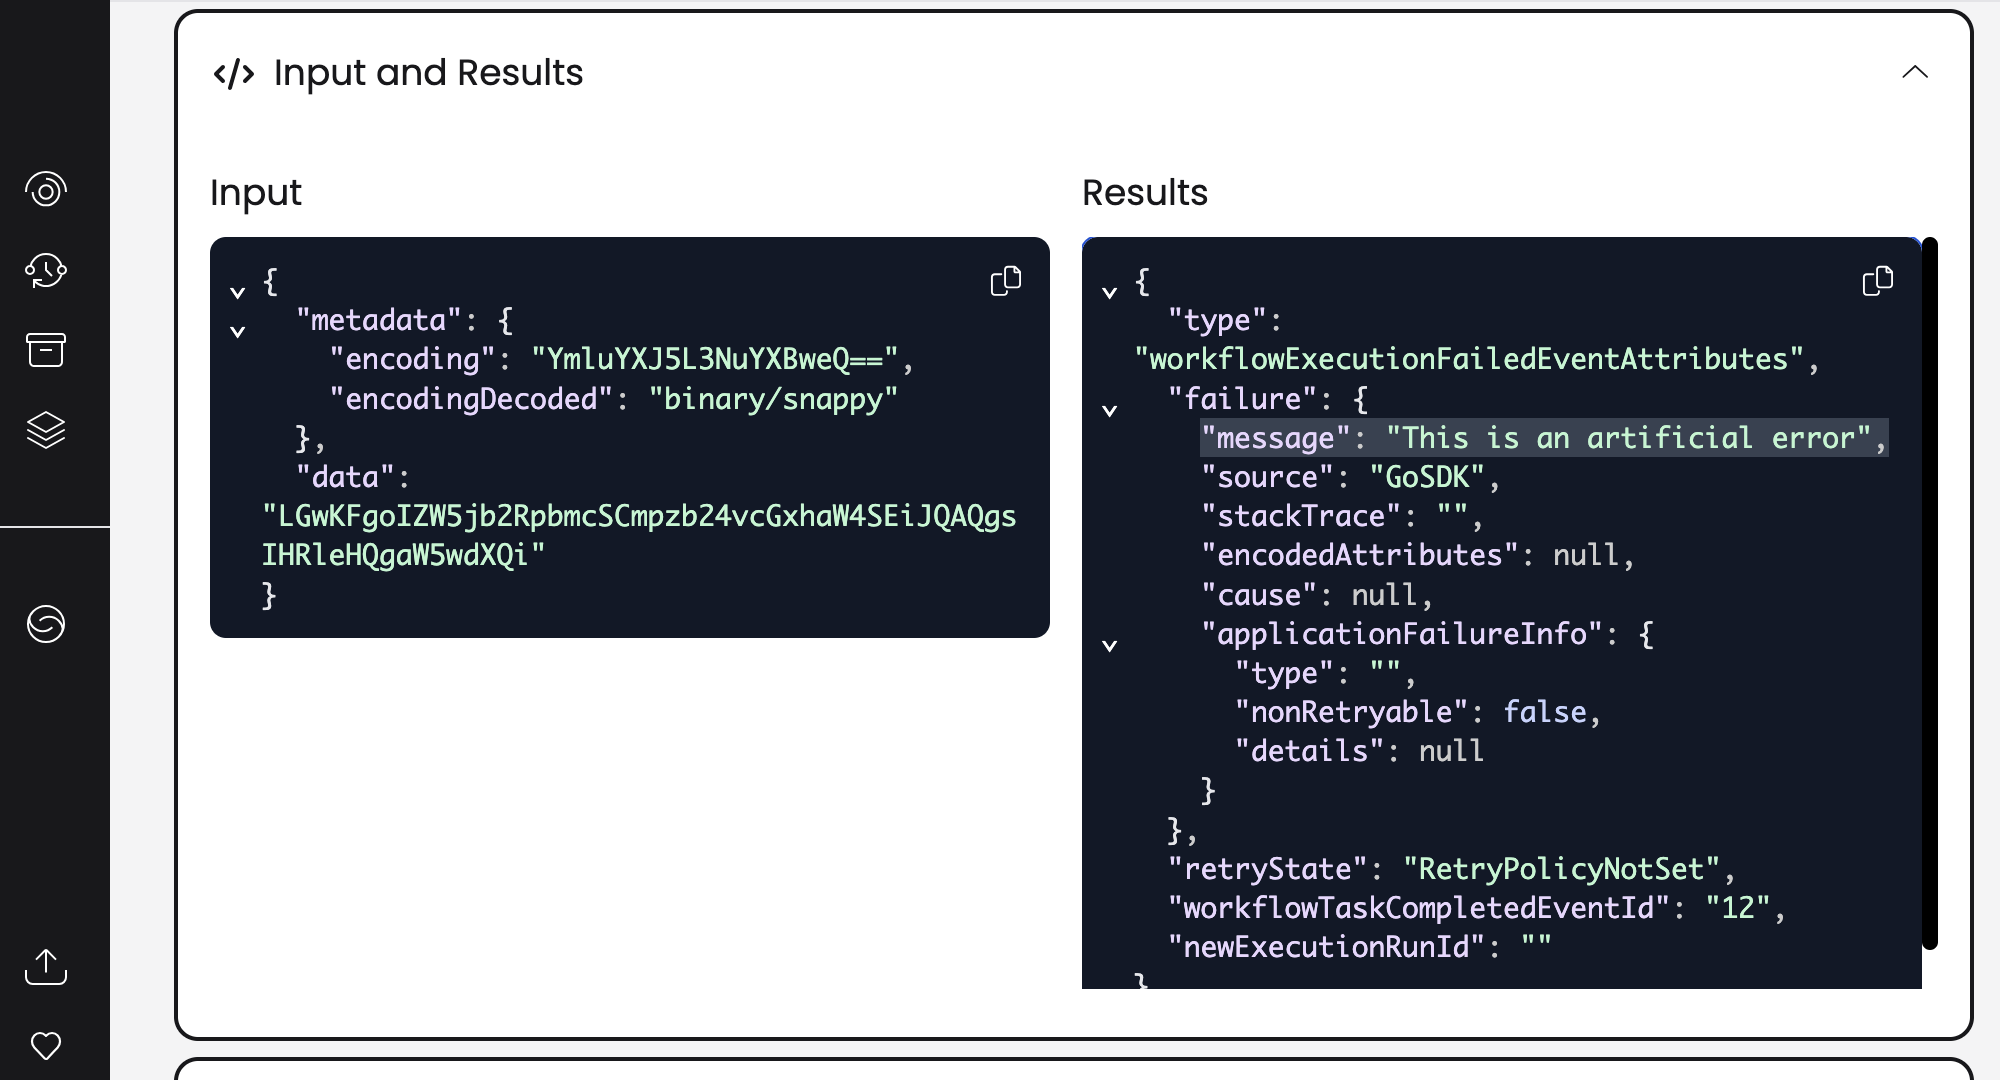 </> Input and Results
Input
{
"metadata": {
"encoding": "YmluYXJ5L3NuYXBweQ==",
"encodingDecoded": "binary/snappy"
},
"data":
"LGwKFgoIZW5jb2RpbmcSCmpzb24vcGxhaW4SEiJQAQgs
IHRleHQgaW5wdXQi"
}
Results
{
"type":
"workflowExecutionFailedEventAttributes",
"failure": {
"message": "This is an artificial error",
"source": "GoSDK",
"stackTrace": "",
"encodedAttributes": null,
"cause": null,
"applicationFailureInfo": {
"type": "",
"nonRetryable": false,
"details": null
}
},
"retryState": "RetryPolicyNotSet",
"workflowTaskCompletedEventId": "12",
"newExecutionRunId": ""
}